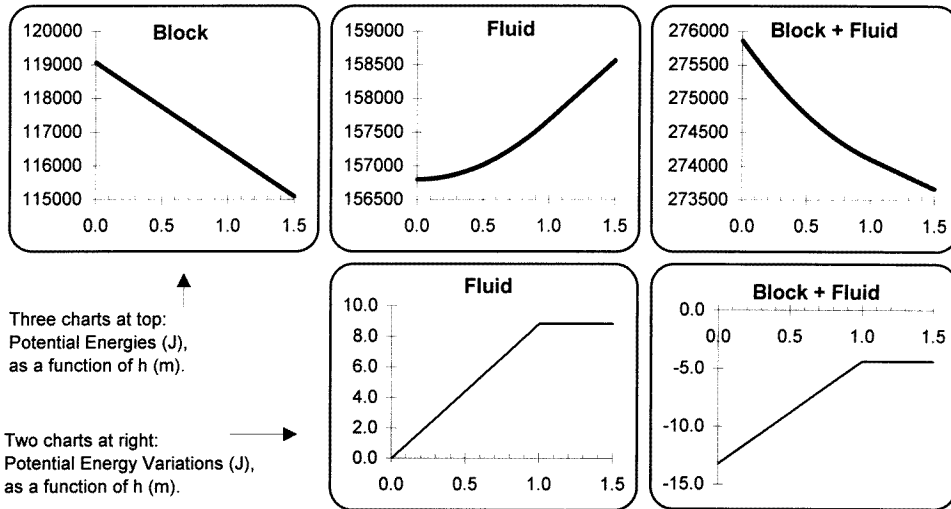 Block
120000
119000
118000
117000
116000
115000
0.0 0.5 1.0 1.5
Fluid
159000
158500
158000
157500
157000
156500
0.0 0.5 1.0 1.5
Block + Fluid
276000
275500
275000
274500
274000
273500
0.0 0.5 1.0 1.5
Three charts at top:
Potential Energies (J),
as a function of h (m).
Two charts at right:
Potential Energy Variations (J),
as a function of h (m).
Fluid
10.0
8.0
6.0
4.0
2.0
0.0
0.0 0.5 1.0 1.5
Block + Fluid
0.0
0.0 0.5 1.0 1.5
-5.0
-10.0
-15.0